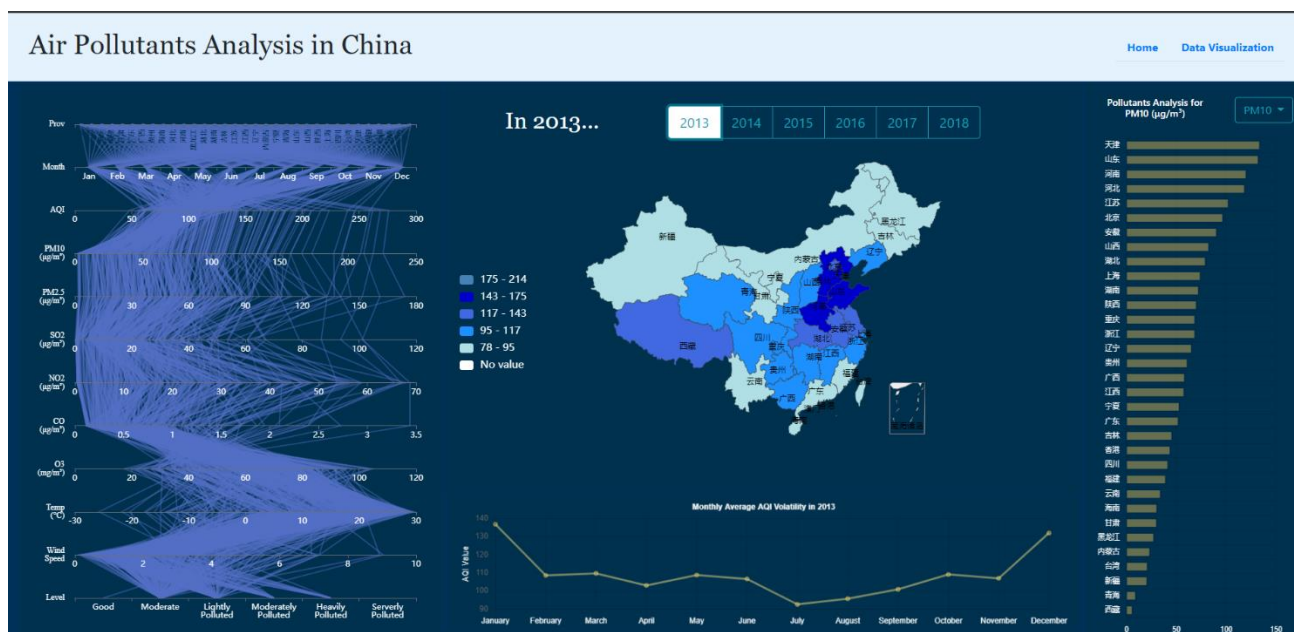 Air Pollutants Analysis in China
Home Data Visualization
Prov
Month
Jan Feb Mar Apr May Jun Jul Aug Sep Oct Nov Dec
AQI
0 50 100 150 200 250 300
PM10
(μg/m³)
0 50 100 150 200 250
PM2.5
(μg/m³)
0 30 60 90 120 150 180
SO2
(μg/m³)
0 20 40 60 80 100 120
NO2
(μg/m³)
0 10 20 30 40 50 60 70
CO
(μg/m³)
0 0.5 1 1.5 2 2.5 3 3.5
O3
(mg/m³)
0 20 40 60 80 100 120
Temp
(°C)
-30 -20 -10 0 10 20 30
Wind
Speed
0 2 4 6 8 10
Level
Good Moderate Lightly Polluted Moderately Polluted Heavily Polluted Serverly Polluted
In 2013...
2013 2014 2015 2016 2017 2018
175 - 214
143 - 175
117 - 143
95 - 117
78 - 95
No value
黑龙江
吉林
新疆
辽宁
内蒙古
宁夏
山西
青海
甘肃
陕西
西藏
四川
重庆
湖北
安徽
湖南
江西
贵州
福建
云南
广西
广东
Monthly Average AQI Volatility in 2013
AQI Value
140
130
120
110
100
90
January February March April May June July August September October November December
Pollutants Analysis for
PM10 (μg/m³)
PM10
天津
山东
河南
河北
江苏
北京
安徽
山西
湖北
上海
湖南
陕西
重庆
浙江
辽宁
贵州
广西
江西
宁夏
广东
吉林
香港
四川
福建
云南
海南
甘肃
黑龙江
内蒙古
台湾
新疆
青海
西藏
0 50 100 150